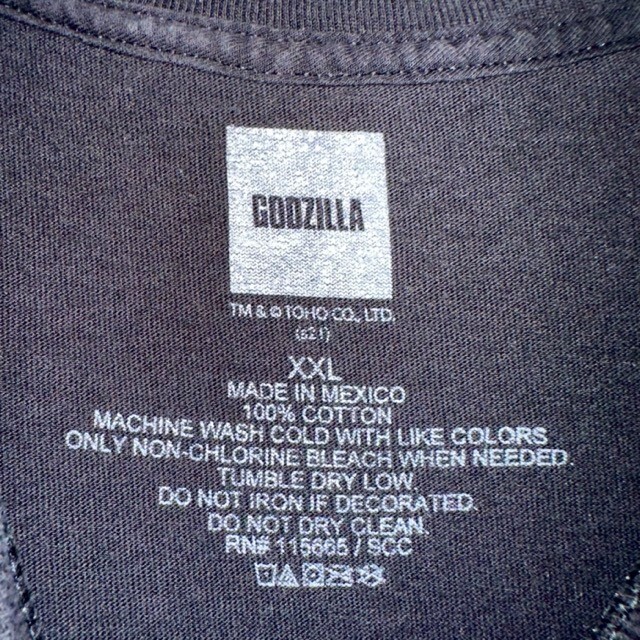 GODZILLA
TM & © TOHO CO., LTD.
(s21)
XXL
MADE IN MEXICO
100% COTTON
MACHINE WASH COLD WITH LIKE COLORS
ONLY NON-CHLORINE BLEACH WHEN NEEDED.
TUMBLE DRY LOW.
DO NOT IRON IF DECORATED.
DO NOT DRY CLEAN.
RN# 115665 / SCC